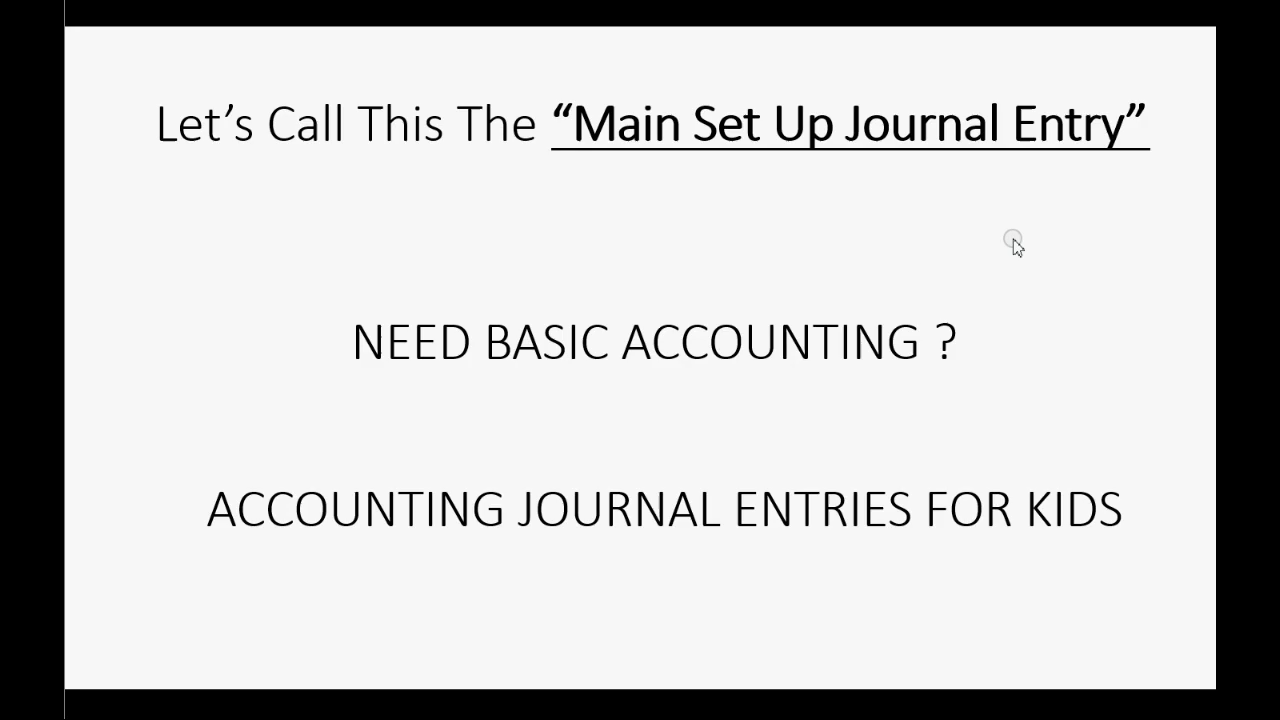 Let’s Call This The “Main Set Up Journal Entry”
NEED BASIC ACCOUNTING ?
ACCOUNTING JOURNAL ENTRIES FOR KIDS